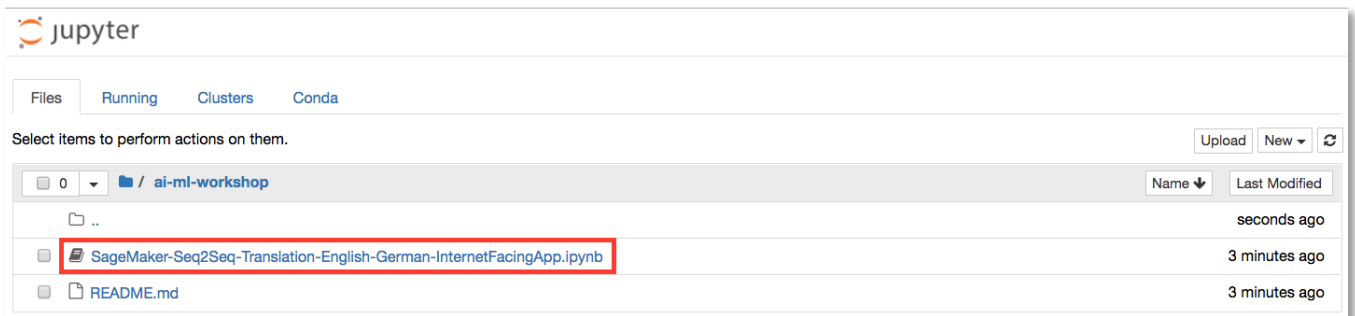 jupyter
Files Running Clusters Conda
Select items to perform actions on them. Upload New
0 / ai-ml-workshop Name Last Modified
.. seconds ago
SageMaker-Seq2Seq-Translation-English-German-InternetFacingApp.ipynb 3 minutes ago
README.md 3 minutes ago